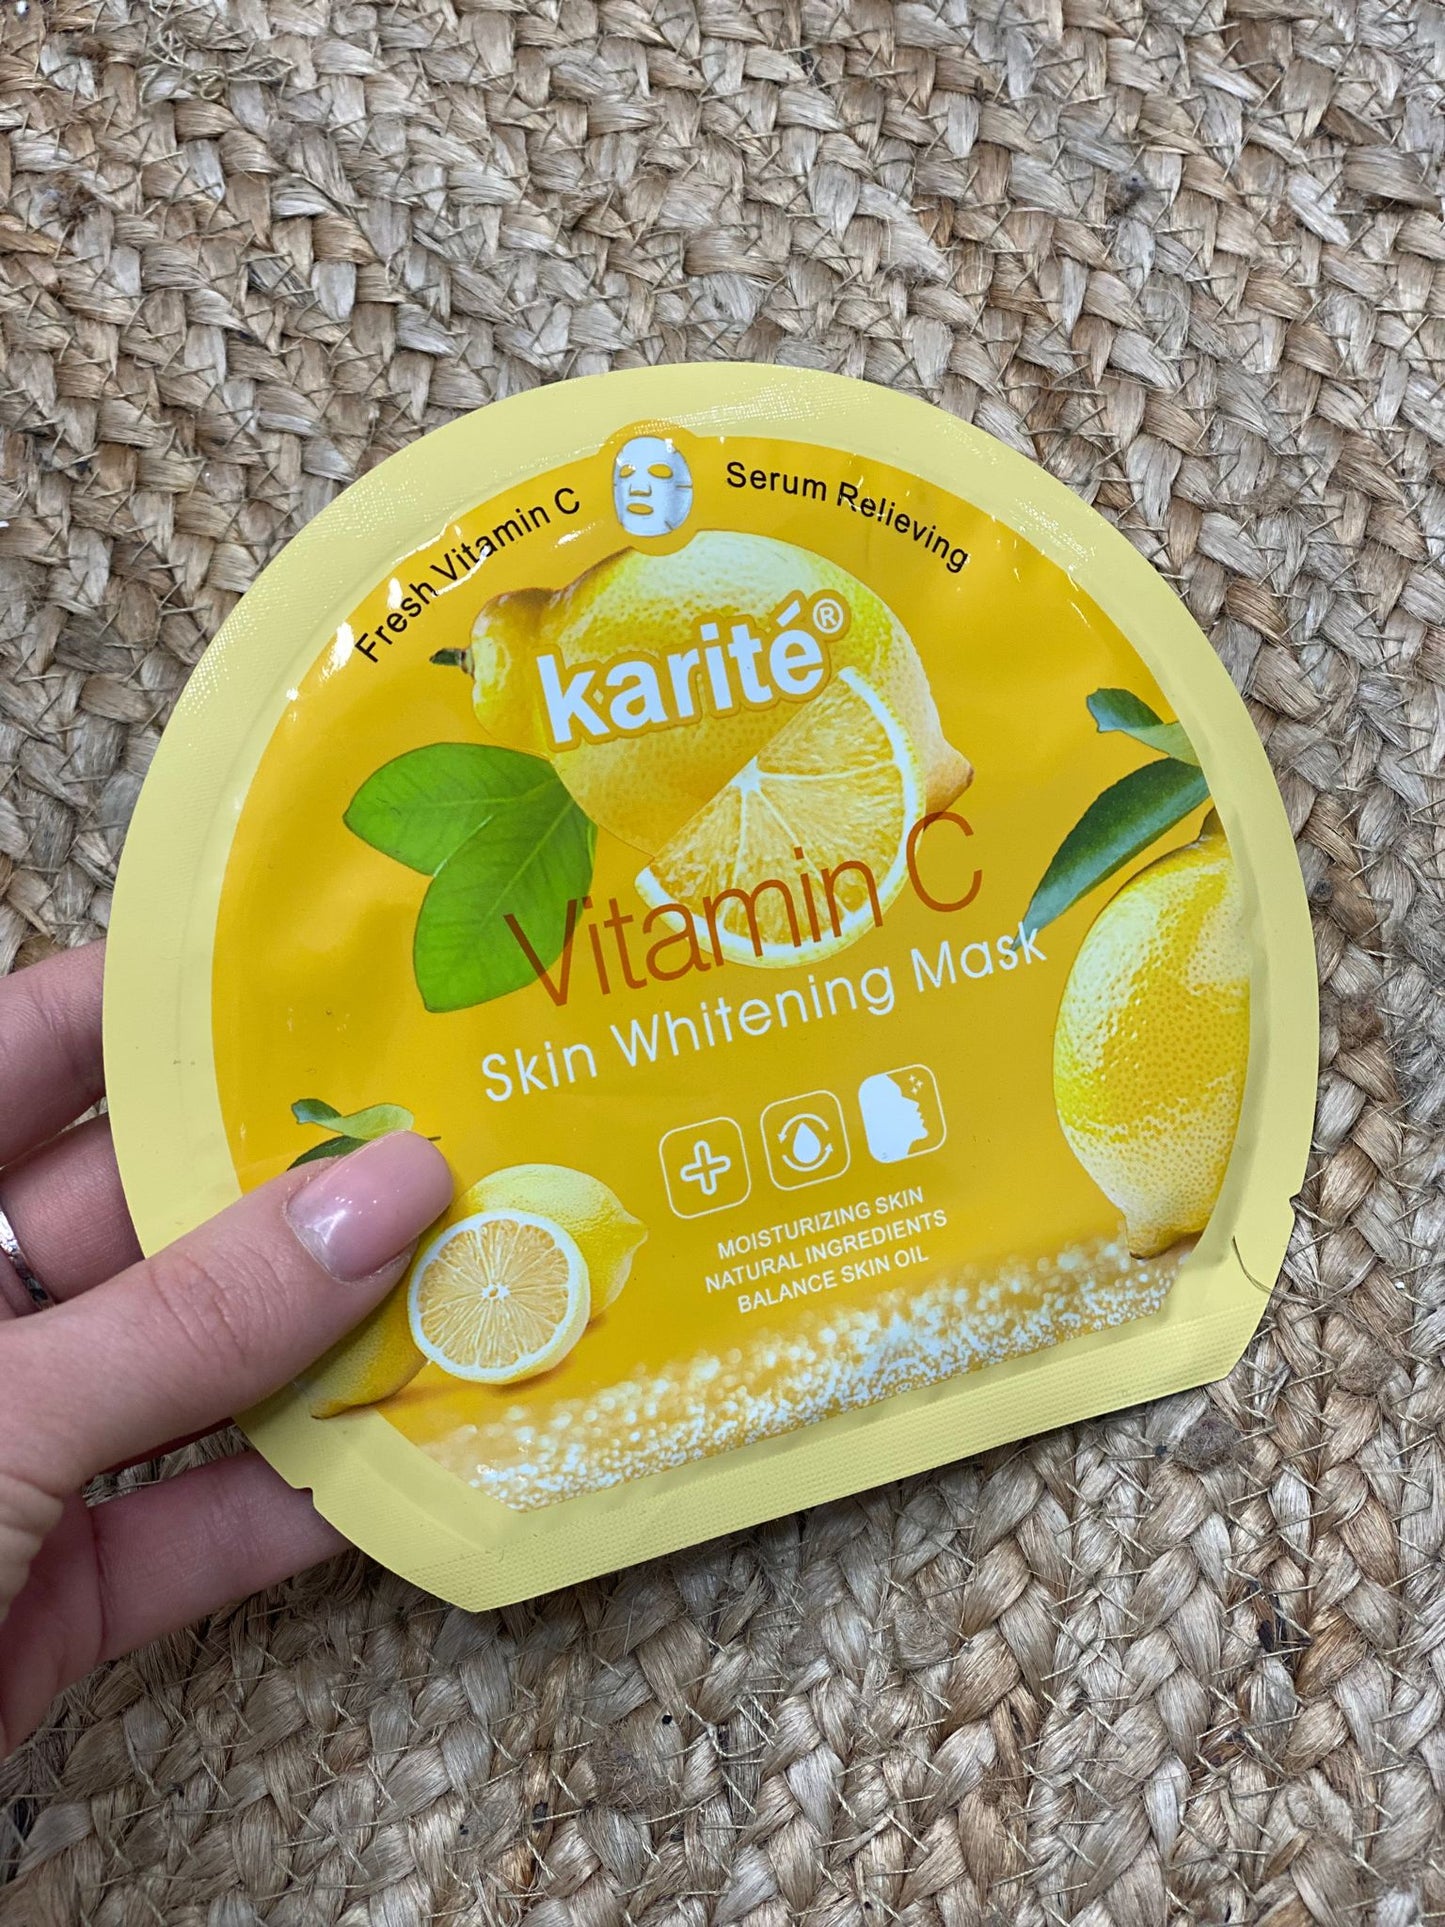 Fresh Vitamin C
Serum Relieving
karité®
Vitamin C
Skin Whitening Mask
MOISTURIZING SKIN
NATURAL INGREDIENTS
BALANCE SKIN OIL